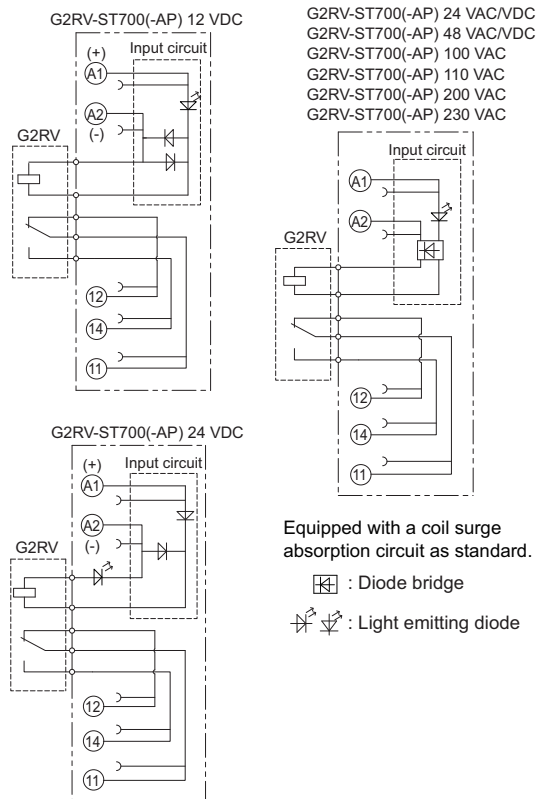 G2RV-ST700(-AP) 12 VDC
(+)
Input circuit
A1
A2
(-)
G2RV
12
14
11
G2RV-ST700(-AP) 24 VAC/VDC
G2RV-ST700(-AP) 48 VAC/VDC
G2RV-ST700(-AP) 100 VAC
G2RV-ST700(-AP) 110 VAC
G2RV-ST700(-AP) 200 VAC
G2RV-ST700(-AP) 230 VAC
Input circuit
A1
A2
G2RV
12
14
11
G2RV-ST700(-AP) 24 VDC
(+)
Input circuit
A1
A2
(-)
G2RV
12
14
11
Equipped with a coil surge
absorption circuit as standard.
: Diode bridge
: Light emitting diode